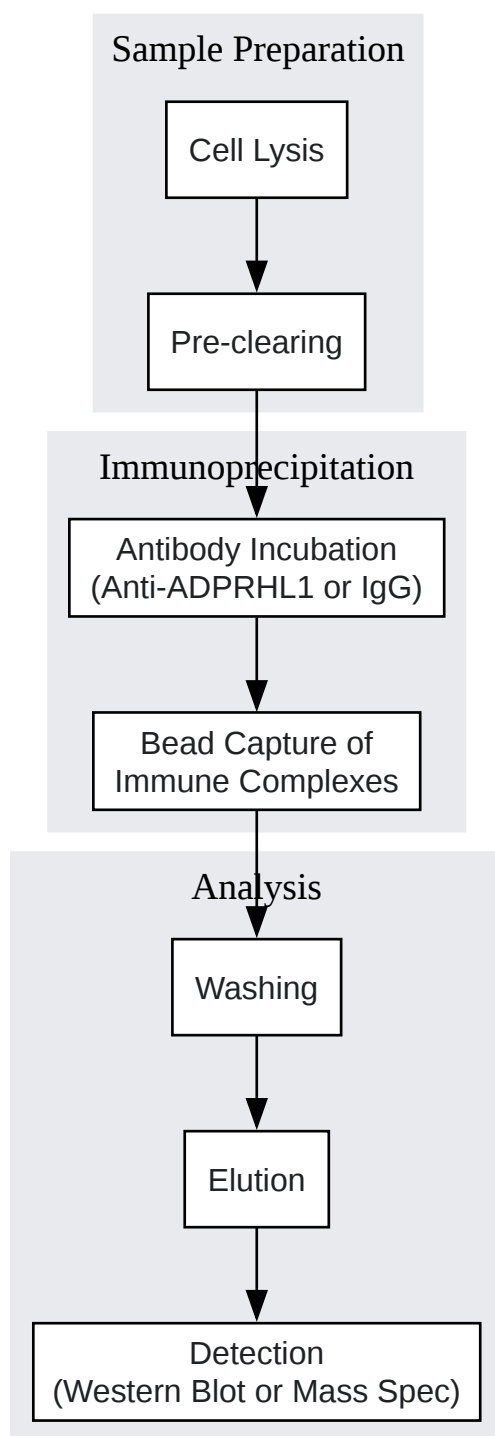 Sample Preparation
Cell Lysis
Pre-clearing
Immunoprecipitation
Antibody Incubation
(Anti-ADPRHL1 or IgG)
Bead Capture of
Immune Complexes
Analysis
Washing
Elution
Detection
(Western Blot or Mass Spec)